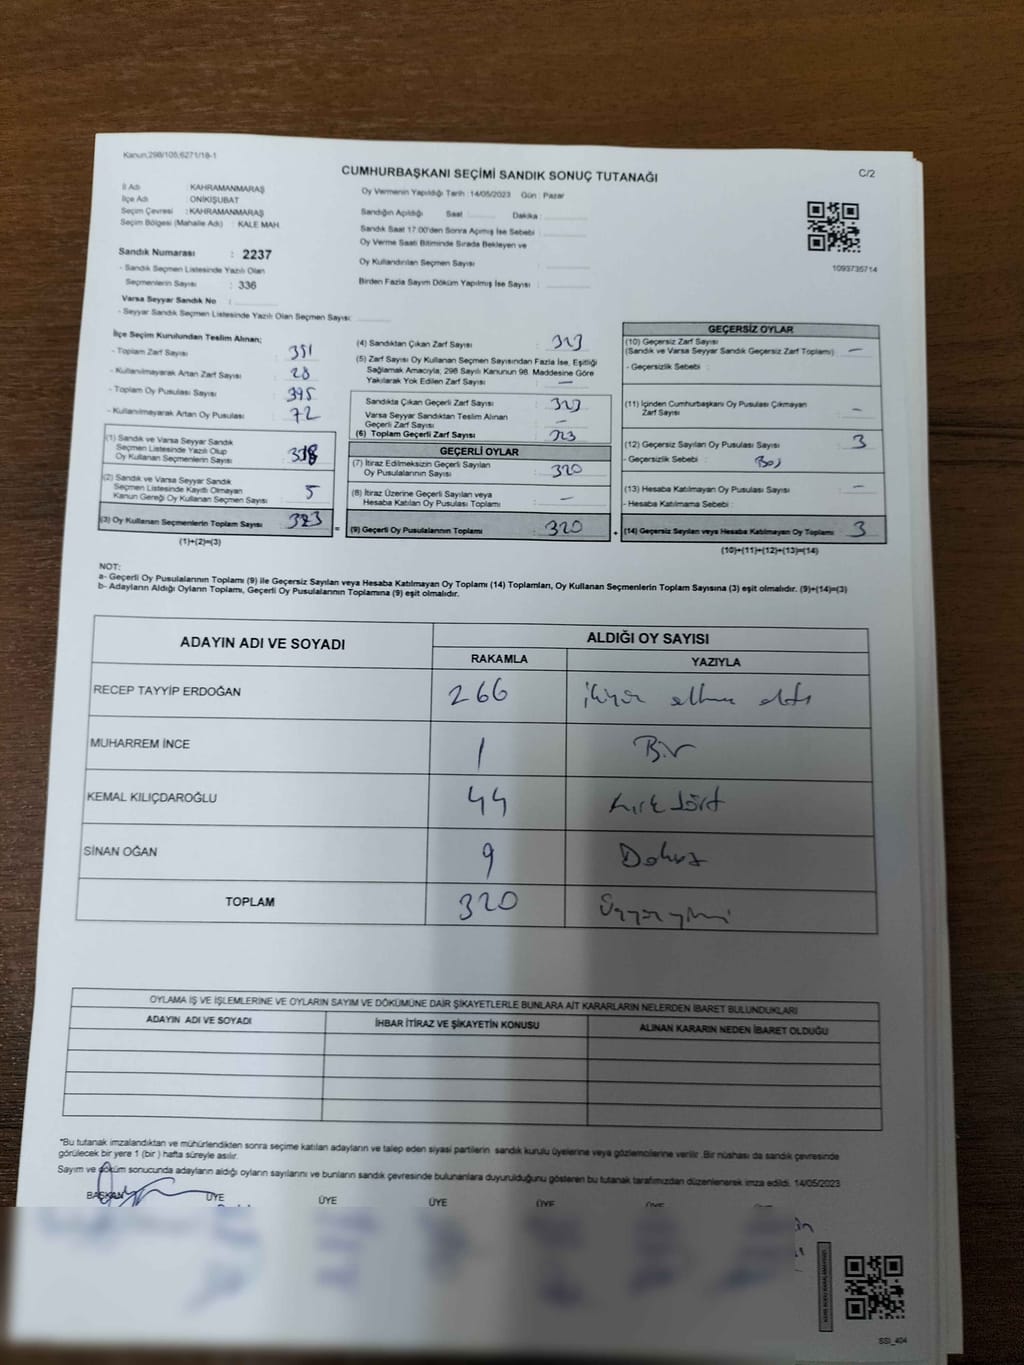 Kanun;298/105;6271/18-1
CUMHURBAŞKANI SEÇİMİ SANDIK SONUÇ TUTANAĞI
C/2
İl Adı : KAHRAMANMARAŞ
İlçe Adı : ONİKİŞUBAT
Seçim Çevresi : KAHRAMANMARAŞ
Seçim Bölgesi (Mahalle Adı) : KALE MAH.
Sandık Numarası : 2237
- Sandık Seçmen Listesinde Yazılı Olan
Seçmenlerin Sayısı : 336
Varsa Seyyar Sandık No :
- Seyyar Sandık Seçmen Listesinde Yazılı Olan Seçmen Sayısı:
Oy Vermenin Yapıldığı Tarih : 14/05/2023 Gün : Pazar
Sandığın Açıldığı Saat Dakika :
Sandık Saat 17:00'den Sonra Açılmış İse Sebebi :
Oy Verme Saati Bitiminde Sırada Bekleyen ve
Oy Kullandırılan Seçmen Sayısı :
Birden Fazla Sayım Döküm Yapılmış İse Sayısı :
1093735714
İlçe Seçim Kurulundan Teslim Alınan;
- Toplam Zarf Sayısı : 351
- Kullanılmayarak Artan Zarf Sayısı : 28
- Toplam Oy Pusulası Sayısı : 395
- Kullanılmayarak Artan Oy Pusulası : 72
(1) Sandık ve Varsa Seyyar Sandık
Seçmen Listesinde Yazılı Olup
Oy Kullanan Seçmenlerin Sayısı : 318
(2) Sandık ve Varsa Seyyar Sandık
Seçmen Listesinde Kayıtlı Olmayan
Kanun Gereği Oy Kullanan Seçmen Sayısı : 5
(3) Oy Kullanan Seçmenlerin Toplam Sayısı : 323
(1)+(2)=(3)
(4) Sandıktan Çıkan Zarf Sayısı : 323
(5) Zarf Sayısı Oy Kullanan Seçmen Sayısından Fazla İse, Eşitliği
Sağlamak Amacıyla, 298 Sayılı Kanunun 98. Maddesine Göre
Yakılarak Yok Edilen Zarf Sayısı : —
Sandıkta Çıkan Geçerli Zarf Sayısı : 323
Varsa Seyyar Sandıktan Teslim Alınan
Geçerli Zarf Sayısı : —
(6) Toplam Geçerli Zarf Sayısı : 323
GEÇERLİ OYLAR
(7) İtiraz Edilmeksizin Geçerli Sayılan
Oy Pusulalarının Sayısı : 320
(8) İtiraz Üzerine Geçerli Sayılan veya
Hesaba Katılan Oy Pusulası Sayısı : —
= (9) Geçerli Oy Pusulalarının Toplamı : 320
GEÇERSİZ OYLAR
(10) Geçersiz Zarf Sayısı
(Sandık ve Varsa Seyyar Sandık Geçersiz Zarf Toplamı) : —
- Geçersizlik Sebebi :
(11) İçinden Cumhurbaşkanı Oy Pusulası Çıkmayan
Zarf Sayısı : —
(12) Geçersiz Sayılan Oy Pusulası Sayısı : 3
- Geçersizlik Sebebi : Boş
(13) Hesaba Katılmayan Oy Pusulası Sayısı : —
- Hesaba Katılmama Sebebi :
+ (14) Geçersiz Sayılan veya Hesaba Katılmayan Oy Toplamı : 3
(10)+(11)+(12)+(13)=(14)
NOT:
a- Geçerli Oy Pusulalarının Toplamı (9) ile Geçersiz Sayılan veya Hesaba Katılmayan Oy Toplamı (14) Toplamları, Oy Kullanan Seçmenlerin Toplam Sayısına (3) eşit olmalıdır. (9)+(14)=(3)
b- Adayların Aldığı Oyların Toplamı, Geçerli Oy Pusulalarının Toplamına (9) eşit olmalıdır.
ADAYIN ADI VE SOYADI ALDIĞI OY SAYISI
RAKAMLA YAZIYLA
RECEP TAYYİP ERDOĞAN 266 ikiyüz altmış altı
MUHARREM İNCE 1 Bir
KEMAL KILIÇDAROĞLU 44 kırk dört
SİNAN OĞAN 9 Dokuz
TOPLAM 320 Üçyüzyirmi
OYLAMA İŞ VE İŞLEMLERİNE VE OYLARIN SAYIM VE DÖKÜMÜNE DAİR ŞİKAYETLERLE BUNLARA AİT KARARLARIN NELERDEN İBARET BULUNDUKLARI
ADAYIN ADI VE SOYADI İHBAR İTİRAZ VE ŞİKAYETİN KONUSU ALINAN KARARIN NEDEN İBARET OLDUĞU
*Bu tutanak imzalandıktan ve mühürlendikten sonra seçime katılan adayların ve talep eden siyasi partilerin sandık kurulu üyelerine veya gözlemcilerine verilir. Bir nüshası da sandık çevresinde
görülecek bir yere 1 (bir ) hafta süreyle asılır.
Sayım ve döküm sonucunda adayların aldığı oyların sayılarını ve bunların sandık çevresinde bulunanlara duyurulduğunu gösteren bu tutanak tarafımızdan düzenlenerek imza edildi. 14/05/2023
BAŞKAN ÜYE ÜYE ÜYE ÜYE ÜYE ÜYE
SSI_404